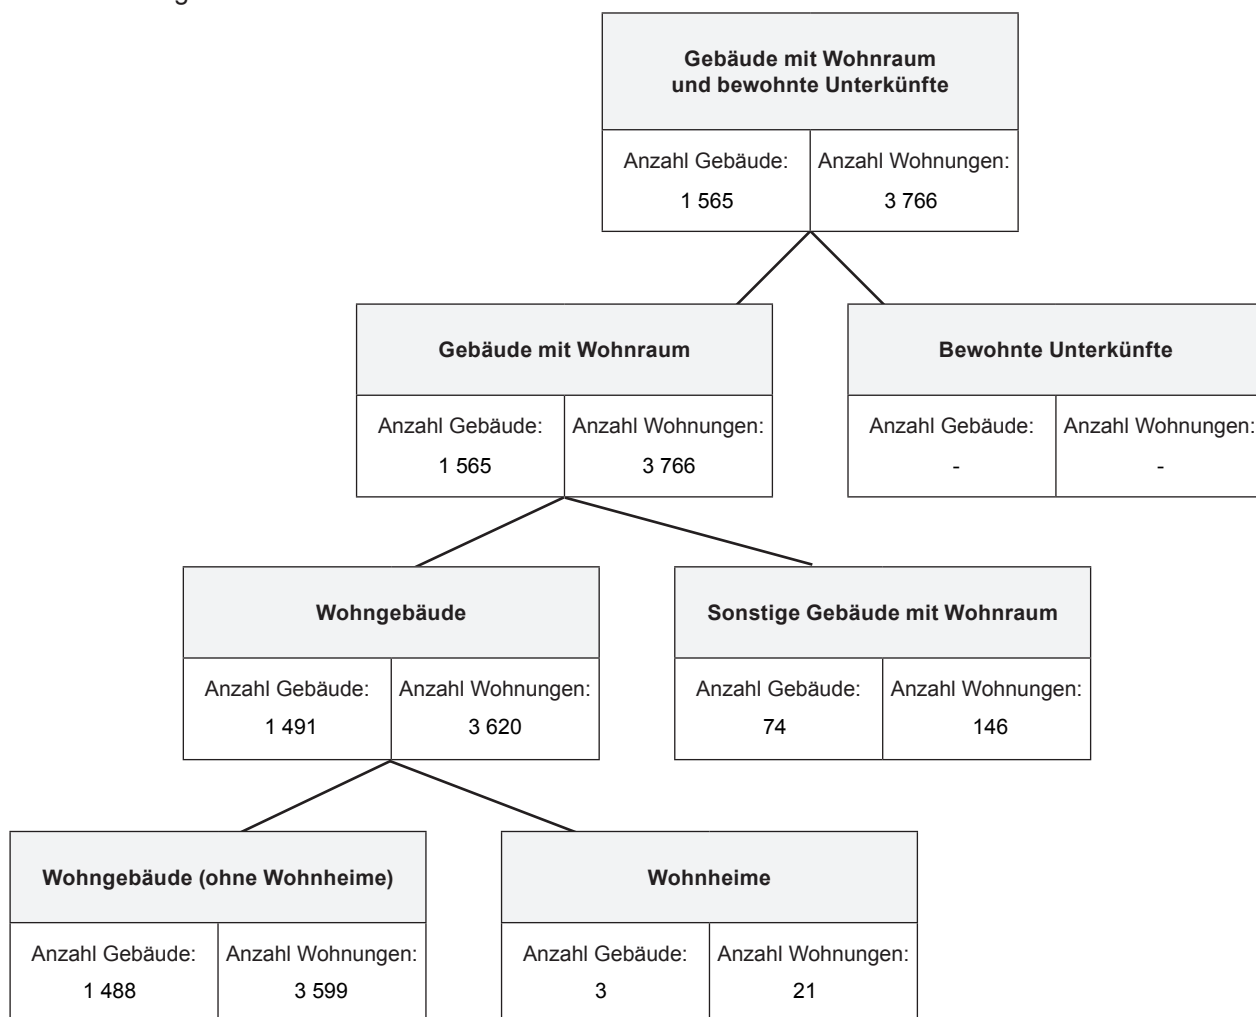 Gebäude mit Wohnraum
und bewohnte Unterkünfte
Anzahl Gebäude: Anzahl Wohnungen:
1 565 3 766
Gebäude mit Wohnraum Bewohnte Unterkünfte
Anzahl Gebäude: Anzahl Wohnungen: Anzahl Gebäude: Anzahl Wohnungen:
1 565 3 766 - -
Wohngebäude Sonstige Gebäude mit Wohnraum
Anzahl Gebäude: Anzahl Wohnungen: Anzahl Gebäude: Anzahl Wohnungen:
1 491 3 620 74 146
Wohngebäude (ohne Wohnheime) Wohnheime
Anzahl Gebäude: Anzahl Wohnungen: Anzahl Gebäude: Anzahl Wohnungen:
1 488 3 599 3 21